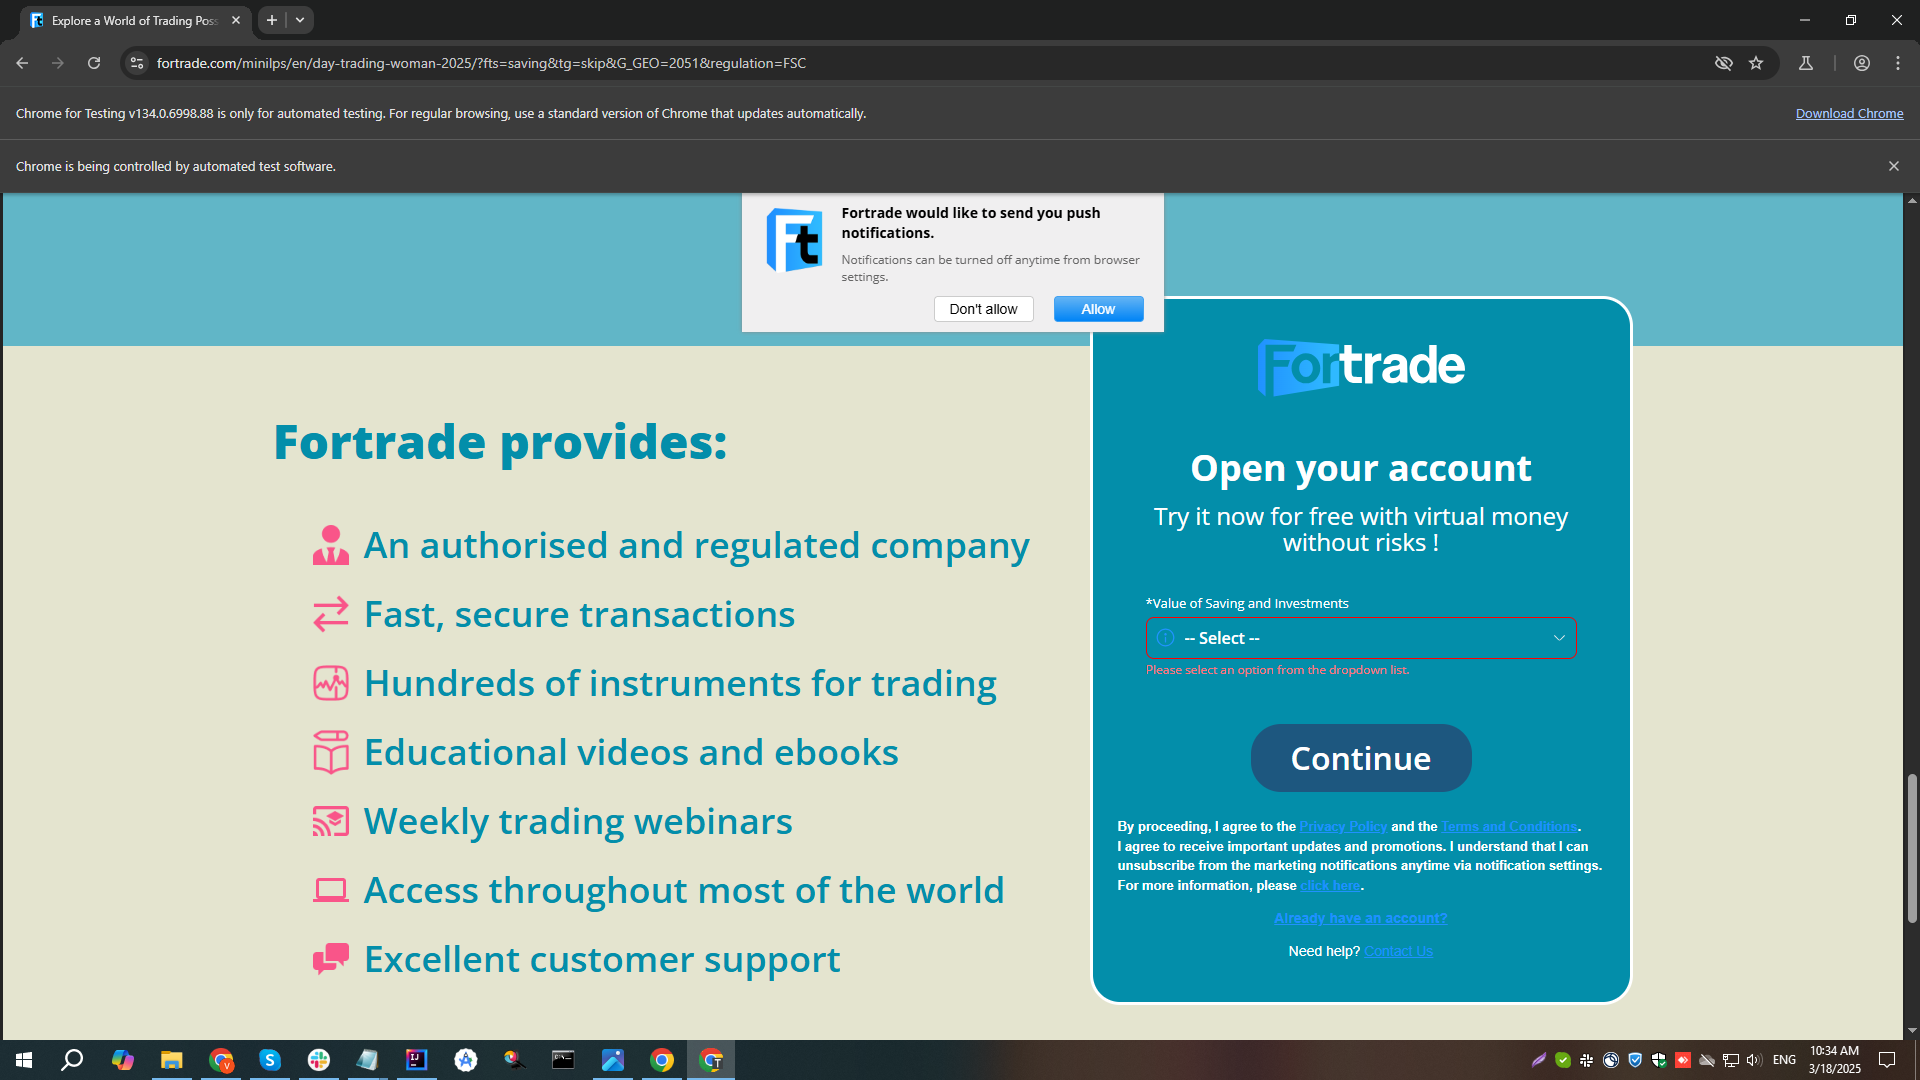 Explore a World of Trading Poss
fortrade.com/minilps/en/day-trading-woman-2025/?fts=saving&tg=skip&G_GEO=2051&regulation=FSC
Chrome for Testing v134.0.6998.88 is only for automated testing. For regular browsing, use a standard version of Chrome that updates automatically.
Download Chrome
Chrome is being controlled by automated test software.
Ft
Fortrade would like to send you push
notifications.
Notifications can be turned off anytime from browser
settings.
Don't allow
Allow
Fortrade
Fortrade provides:
An authorised and regulated company
Fast, secure transactions
Hundreds of instruments for trading
Educational videos and ebooks
Weekly trading webinars
Access throughout most of the world
Excellent customer support
Open your account
Try it now for free with virtual money
without risks !
*Value of Saving and Investments
-- Select --
Please select an option from the dropdown list.
Continue
By proceeding, I agree to the Privacy Policy and the Terms and Conditions.
I agree to receive important updates and promotions. I understand that I can
unsubscribe from the marketing notifications anytime via notification settings.
For more information, please click here.
Already have an account?
Need help? Contact Us
ENG
10:34 AM
3/18/2025